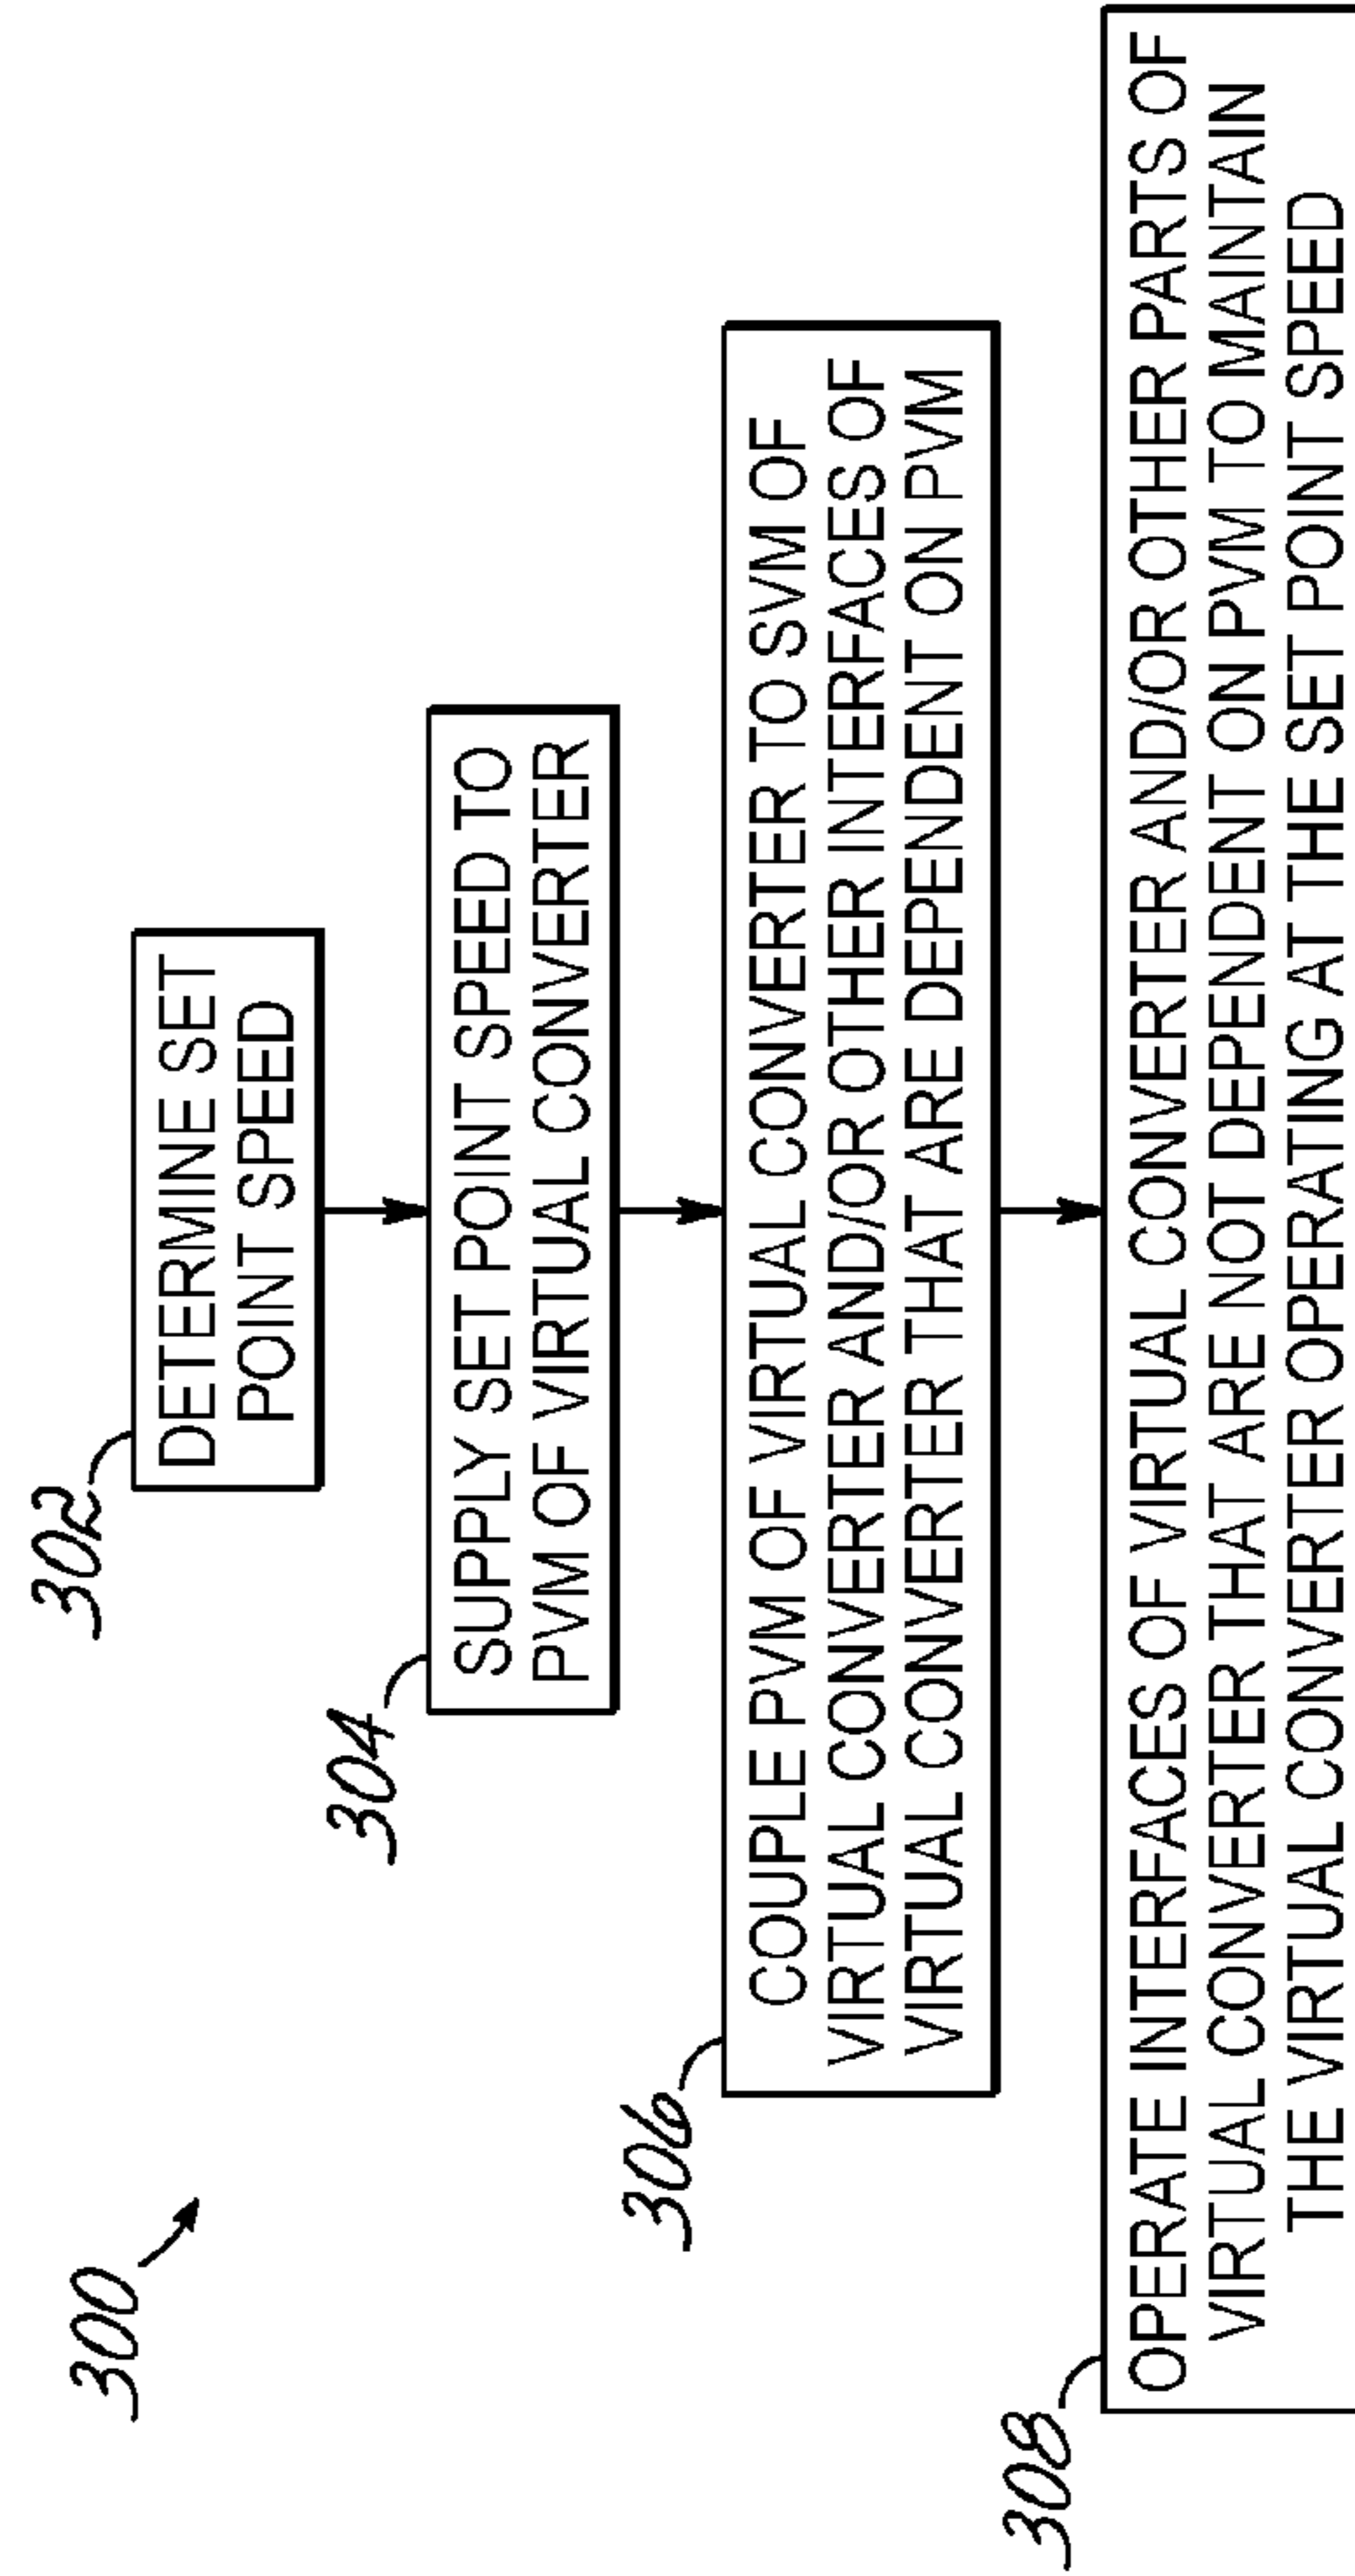 300
302
DETERMINE SET
POINT SPEED
304
SUPPLY SET POINT SPEED TO
PVM OF VIRTUAL CONVERTER
306
COUPLE PVM OF VIRTUAL CONVERTER TO SVM OF
VIRTUAL CONVERTER AND/OR OTHER INTERFACES OF
VIRTUAL CONVERTER THAT ARE DEPENDENT ON PVM
308
OPERATE INTERFACES OF VIRTUAL CONVERTER AND/OR OTHER PARTS OF
VIRTUAL CONVERTER THAT ARE NOT DEPENDENT ON PVM TO MAINTAIN
THE VIRTUAL CONVERTER OPERATING AT THE SET POINT SPEED